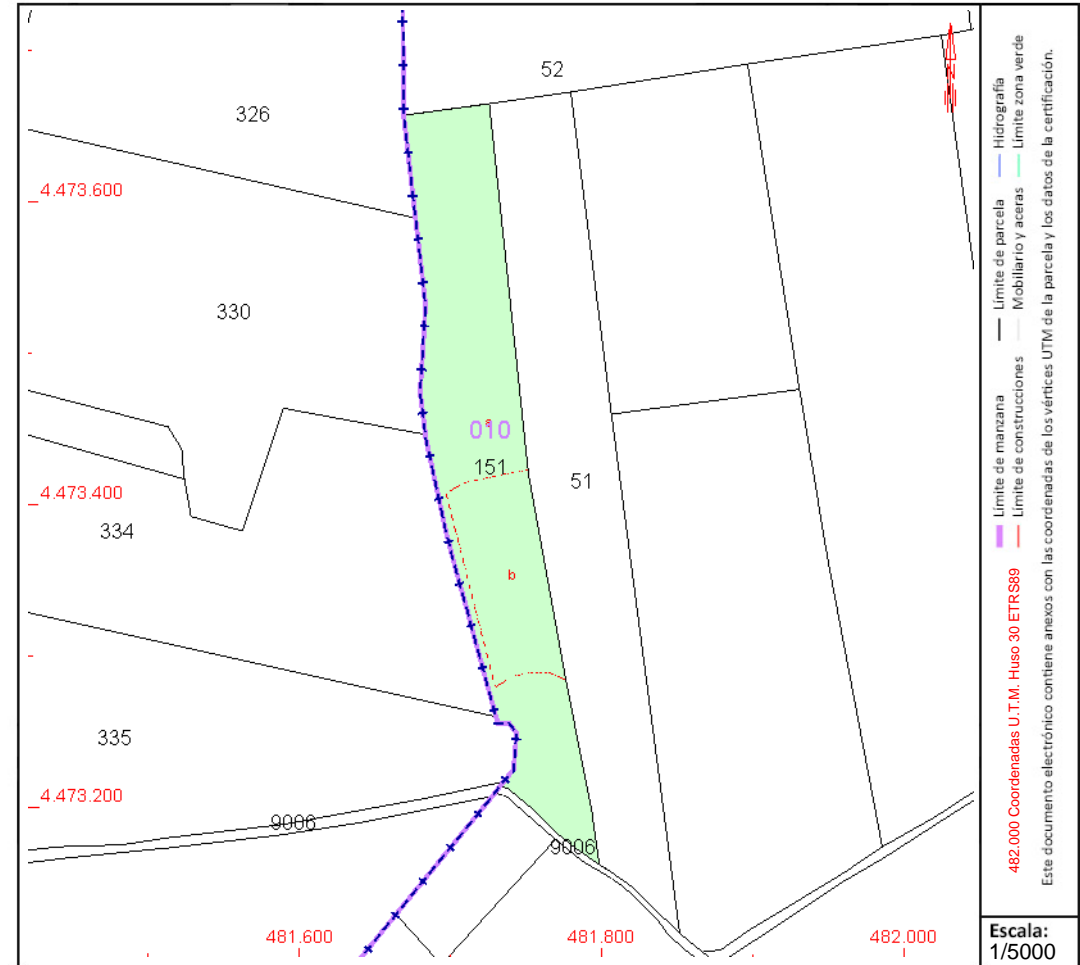 52
326
4.473.600
330
010
a
151
51
4.473.400
334
b
335
4.473.200
9006
9006
481.600
481.800
482.000
N
482.000 Coordenadas U.T.M. Huso 30 ETRS89
Límite de manzana
Límite de parcela
Hidrografía
Límite de construcciones
Mobiliario y aceras
Límite zona verde
Este documento electrónico contiene anexos con las coordenadas de los vértices UTM de la parcela y los datos de la certificación.
Escala:
1/5000